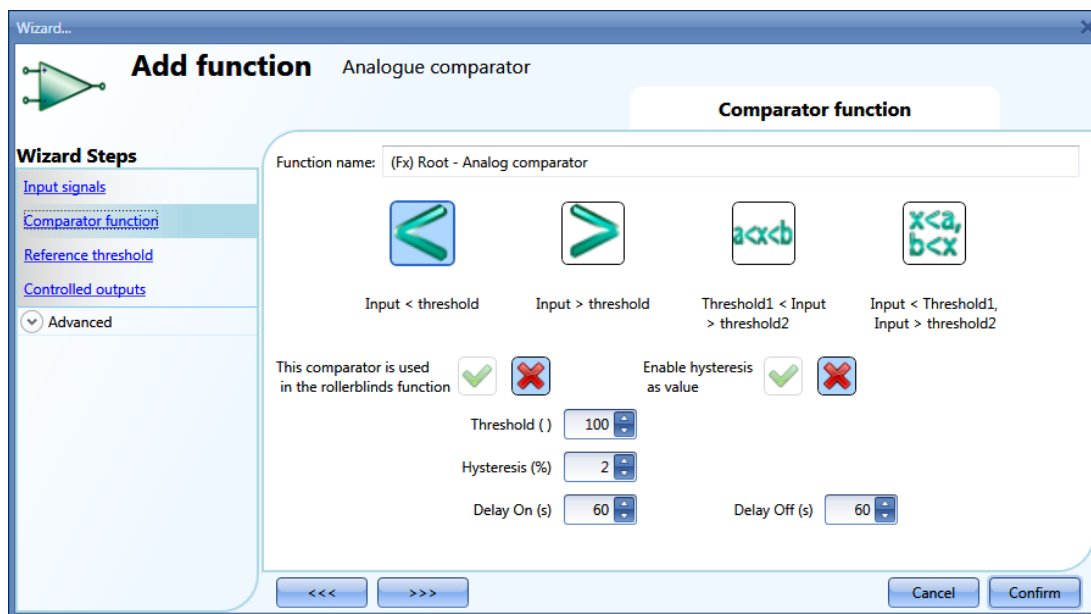 Wizard...
Add function Analogue comparator
Comparator function
Wizard Steps
Input signals
Comparator function
Reference threshold
Controlled outputs
Advanced
Function name: (Fx) Root - Analog comparator
a<x<b
x<a,
b<x
Input < threshold
Input > threshold
Threshold1 < Input
> threshold2
Input < Threshold1,
Input > threshold2
This comparator is used
in the rollerblinds function
Enable hysteresis
as value
Threshold ( ) 100
Hysteresis (%) 2
Delay On (s) 60
Delay Off (s) 60
<<< >>>
Cancel Confirm